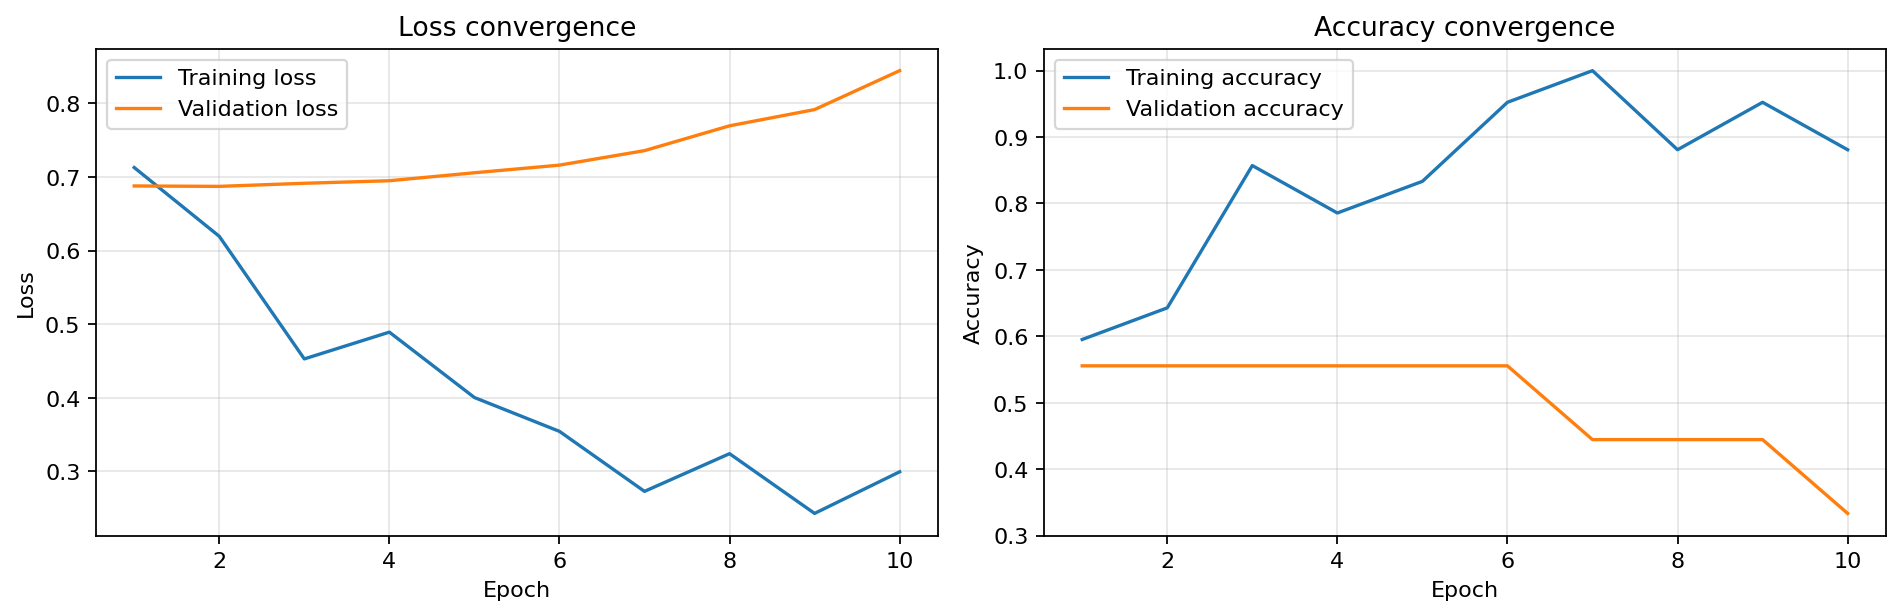 Loss convergence
Training loss
Validation loss
0.8
0.7
0.6
0.5
0.4
0.3
Loss
2 4 6 8 10
Epoch
Accuracy convergence
Training accuracy
Validation accuracy
1.0
0.9
0.8
0.7
0.6
0.5
0.4
0.3
Accuracy
2 4 6 8 10
Epoch